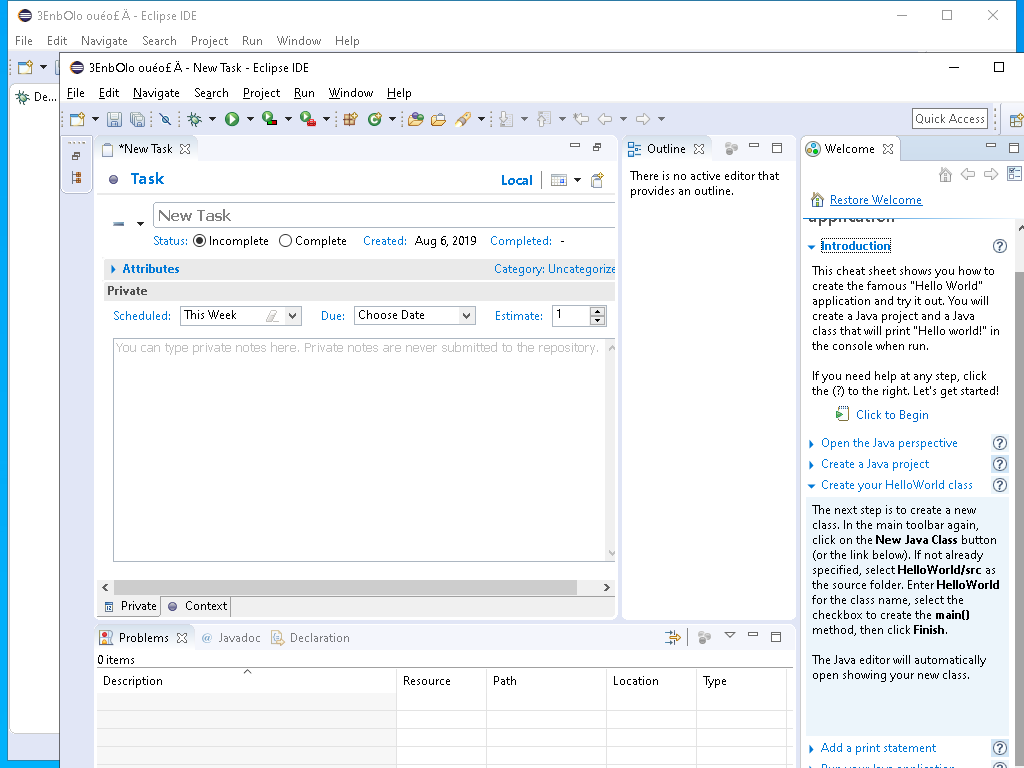 3EnbOlo ouéo£ Ä - Eclipse IDE
File Edit Navigate Search Project Run Window Help
De...
3EnbOlo ouéo£ Ä - New Task - Eclipse IDE
File Edit Navigate Search Project Run Window Help
Quick Access
*New Task
Task
Local
New Task
Status: Incomplete Complete Created: Aug 6, 2019 Completed: -
Attributes
Category: Uncategorize
Private
Scheduled: This Week Due: Choose Date Estimate: 1
You can type private notes here. Private notes are never submitted to the repository.
Private Context
Outline
There is no active editor that
provides an outline.
Welcome
Restore Welcome
application
Introduction
This cheat sheet shows you how to
create the famous "Hello World"
application and try it out. You will
create a Java project and a Java
class that will print "Hello world!" in
the console when run.
If you need help at any step, click
the (?) to the right. Let's get started!
Click to Begin
Open the Java perspective
Create a Java project
Create your HelloWorld class
The next step is to create a new
class. In the main toolbar again,
click on the New Java Class button
(or the link below). If not already
specified, select HelloWorld/src as
the source folder. Enter HelloWorld
for the class name, select the
checkbox to create the main()
method, then click Finish.
The Java editor will automatically
open showing your new class.
Add a print statement
Run your Java application
Problems Javadoc Declaration
0 items
Description Resource Path Location Type